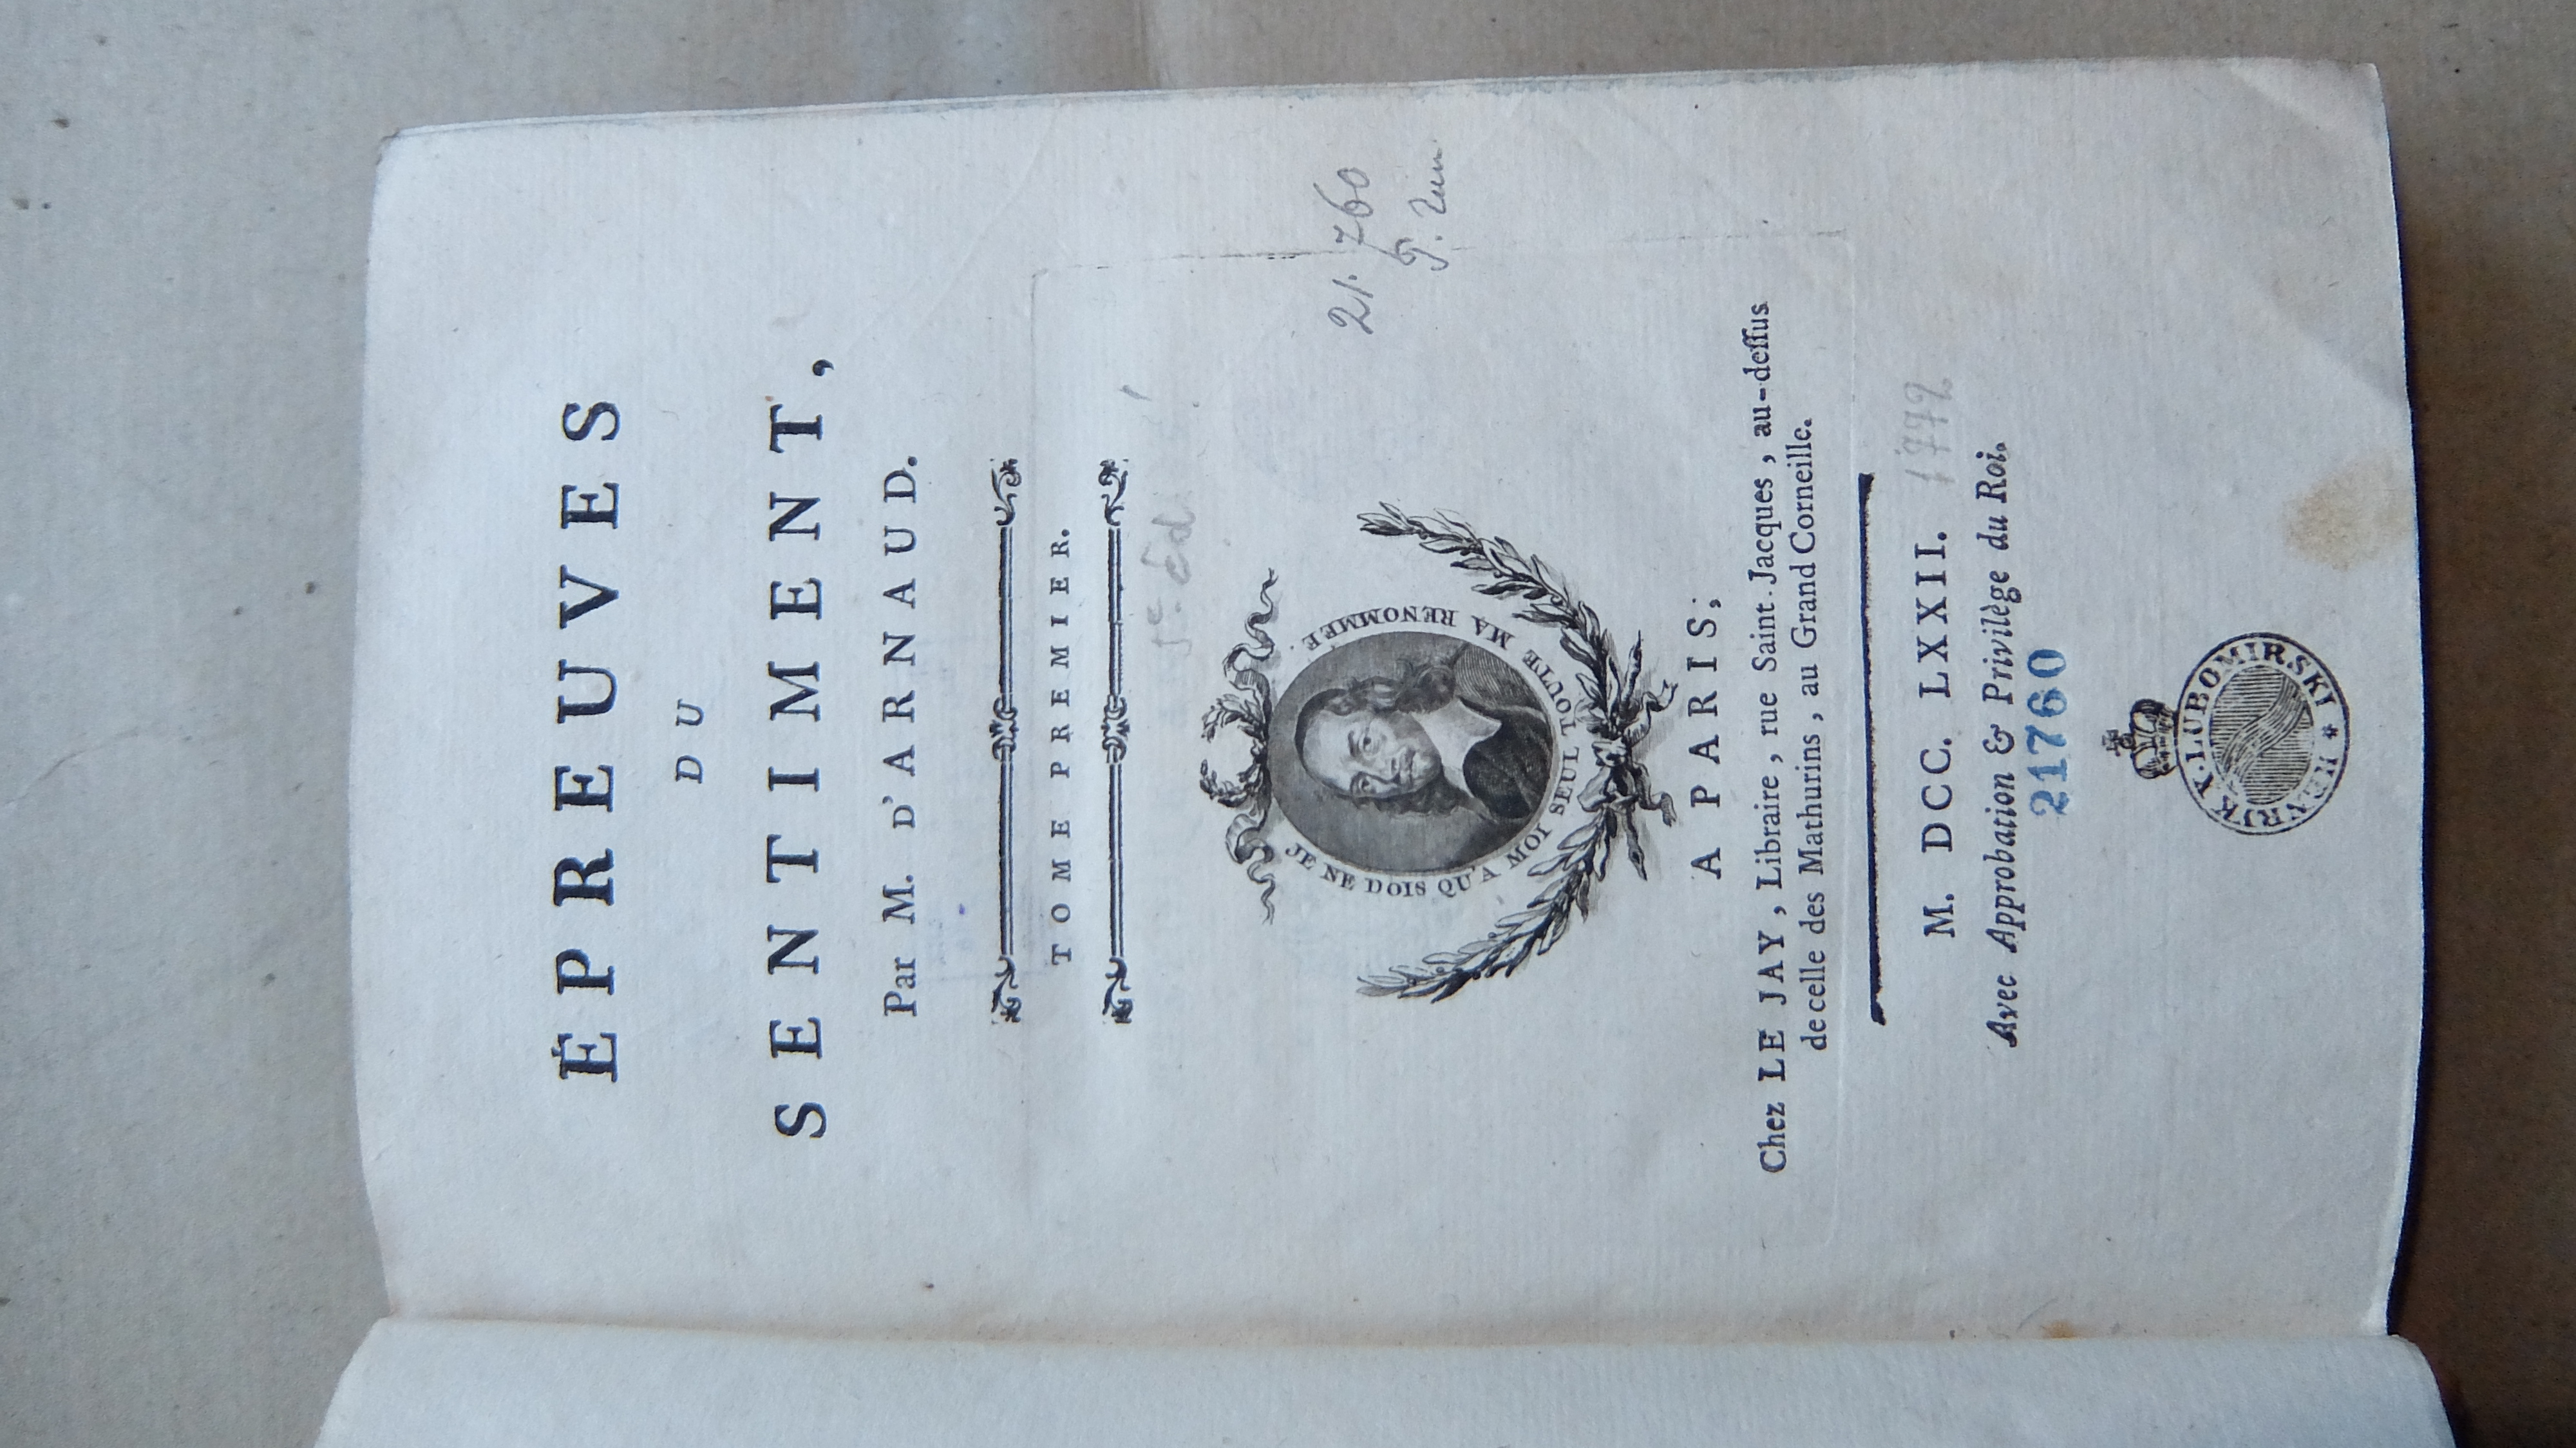 ÉPREUVES
DU
SENTIMENT,
Par M. D'ARNAUD.
TOME PREMIER.
Éd.
JE NE DOIS QU'A MOI SEUL TOUTE MA RENOMMÉE
21.760
A PARIS;
Chez LE JAY, Libraire, rue Saint Jacques, au-deſſus
de celle des Mathurins, au Grand Corneille.
M. DCC. LXXII. 1772
Avec Approbation & Privilège du Roi.
21760
HENRYK · LUBOMIRSKI *